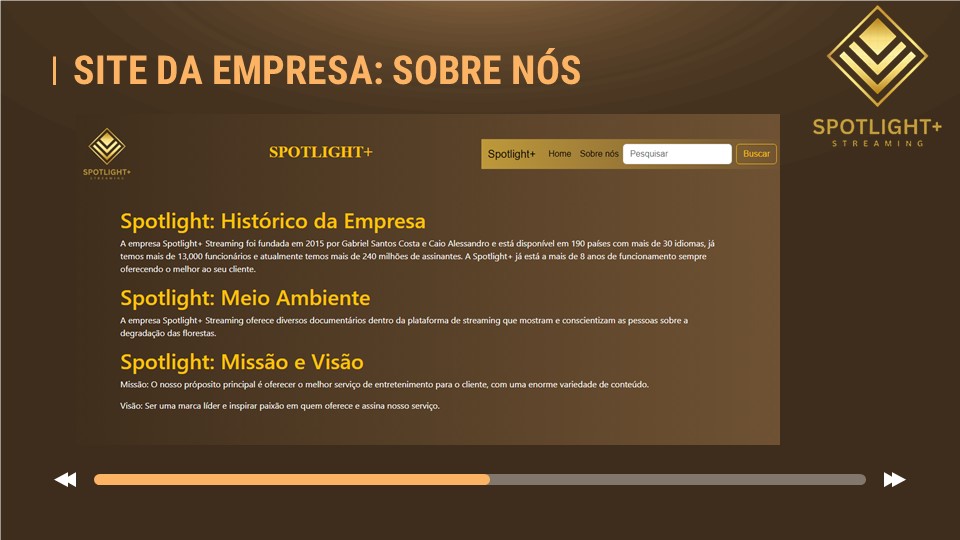 SITE DA EMPRESA: SOBRE NÓS
SPOTLIGHT+
STREAMING
SPOTLIGHT+
STREAMING
SPOTLIGHT+
Spotlight+ Home Sobre nós Pesquisar Buscar
Spotlight: Histórico da Empresa
A empresa Spotlight+ Streaming foi fundada em 2015 por Gabriel Santos Costa e Caio Alessandro e está disponível em 190 países com mais de 30 idiomas, já
temos mais de 13,000 funcionários e atualmente temos mais de 240 milhões de assinantes. A Spotlight+ já está a mais de 8 anos de funcionamento sempre
oferecendo o melhor ao seu cliente.
Spotlight: Meio Ambiente
A empresa Spotlight+ Streaming oferece diversos documentários dentro da plataforma de streaming que mostram e conscientizam as pessoas sobre a
degradação das florestas.
Spotlight: Missão e Visão
Missão: O nosso próposito principal é oferecer o melhor serviço de entretenimento para o cliente, com uma enorme variedade de conteúdo.
Visão: Ser uma marca líder e inspirar paixão em quem oferece e assina nosso serviço.